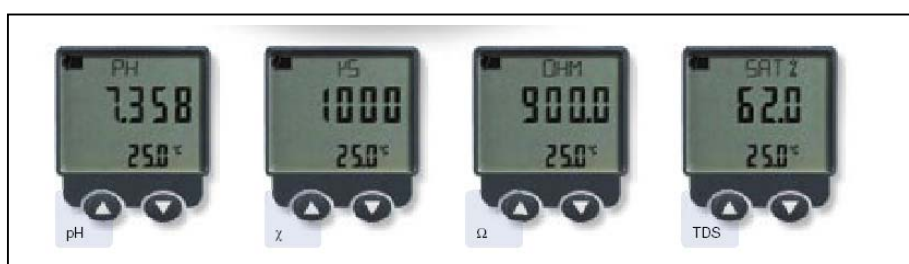 PH
7.358
25.0 °C
pH
µS
1000
25.0 °C
χ
OHM
900.0
25.0 °C
Ω
SAT %
62.0
25.0 °C
TDS